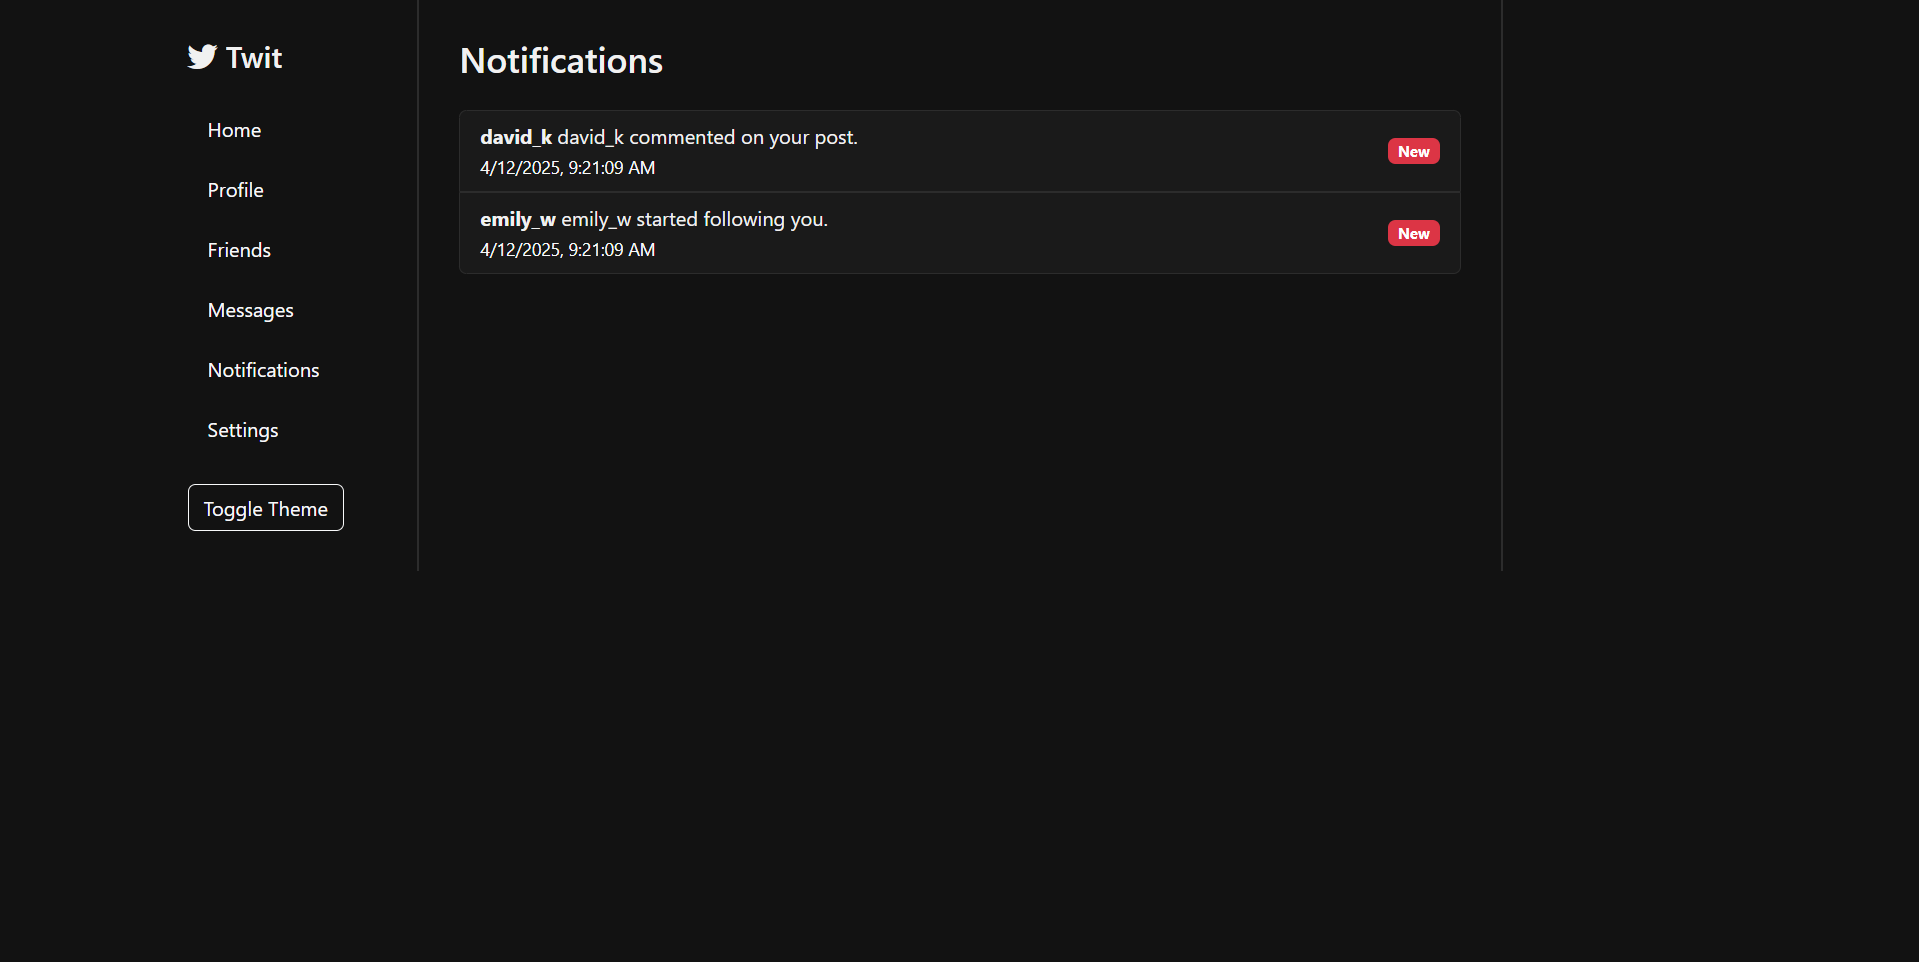 Twit
Home
Profile
Friends
Messages
Notifications
Settings
Toggle Theme
Notifications
david_k david_k commented on your post.
4/12/2025, 9:21:09 AM
New
emily_w emily_w started following you.
4/12/2025, 9:21:09 AM
New